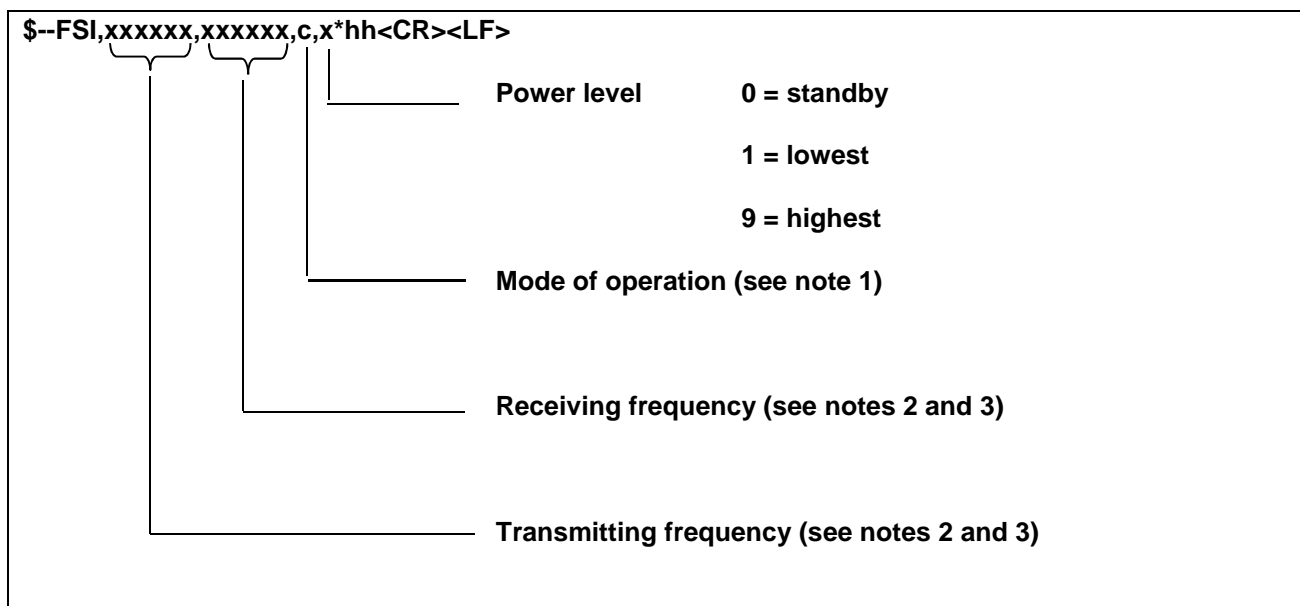 $--FSI,xxxxxx,xxxxxx,c,x*hh<CR><LF>
Power level 0 = standby
1 = lowest
9 = highest
Mode of operation (see note 1)
Receiving frequency (see notes 2 and 3)
Transmitting frequency (see notes 2 and 3)